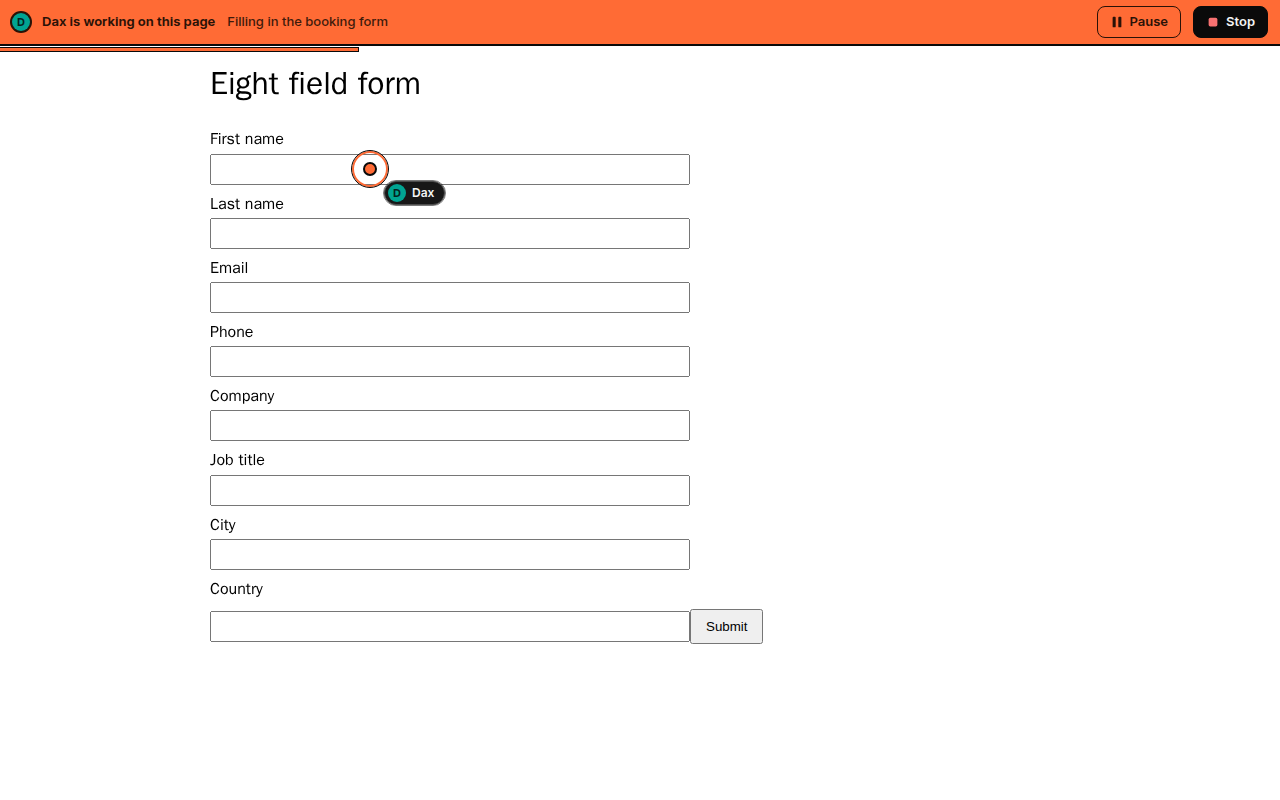 D Dax is working on this page Filling in the booking form Pause Stop
Eight field form
First name
D Dax
Last name
Email
Phone
Company
Job title
City
Country
Submit